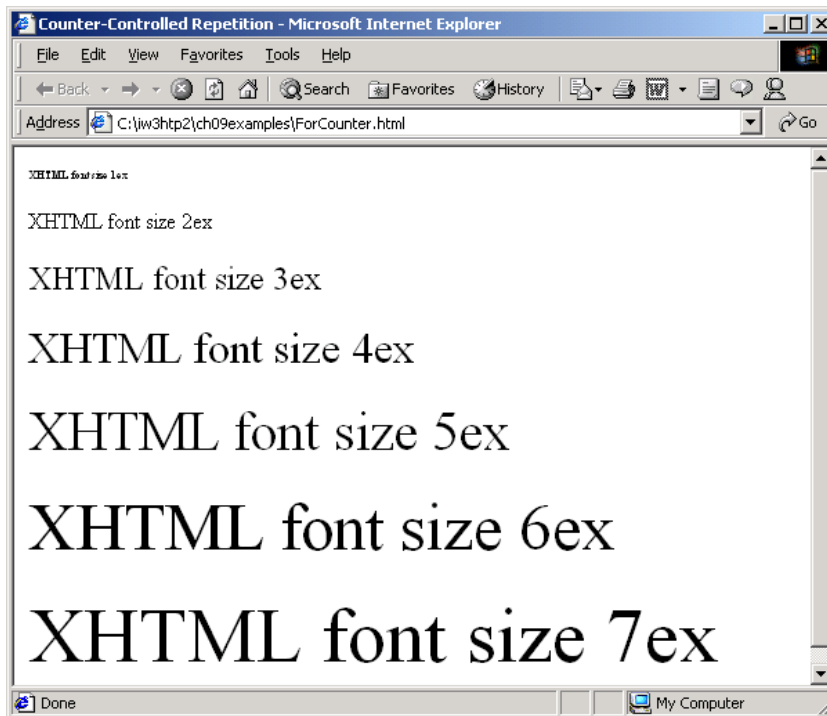 Counter-Controlled Repetition - Microsoft Internet Explorer
File Edit View Favorites Tools Help
Back Search Favorites History
Address C:\iw3htp2\ch09examples\ForCounter.html Go
XHTML font size 1ex
XHTML font size 2ex
XHTML font size 3ex
XHTML font size 4ex
XHTML font size 5ex
XHTML font size 6ex
XHTML font size 7ex
Done My Computer